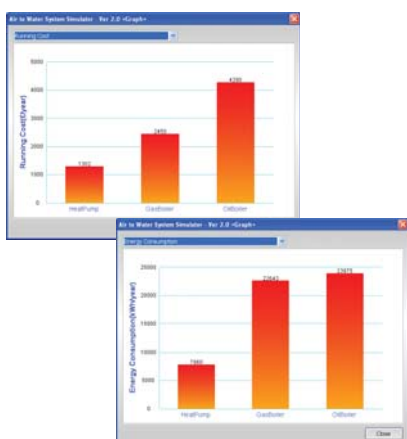 Air to Water System Simulator - Ver 2.0 <Graph>
Running Cost
5000
4000
3000
2000
1000
0
Running Cost(€/year)
1302
4280
HeatPump
GasBoiler
OilBoiler
Air to Water System Simulator - Ver 2.0 <Graph>
Energy Consumption
25000
20000
15000
10000
5000
0
Energy Consumption(kWh/year)
HeatPump
GasBoiler
OilBoiler
Close